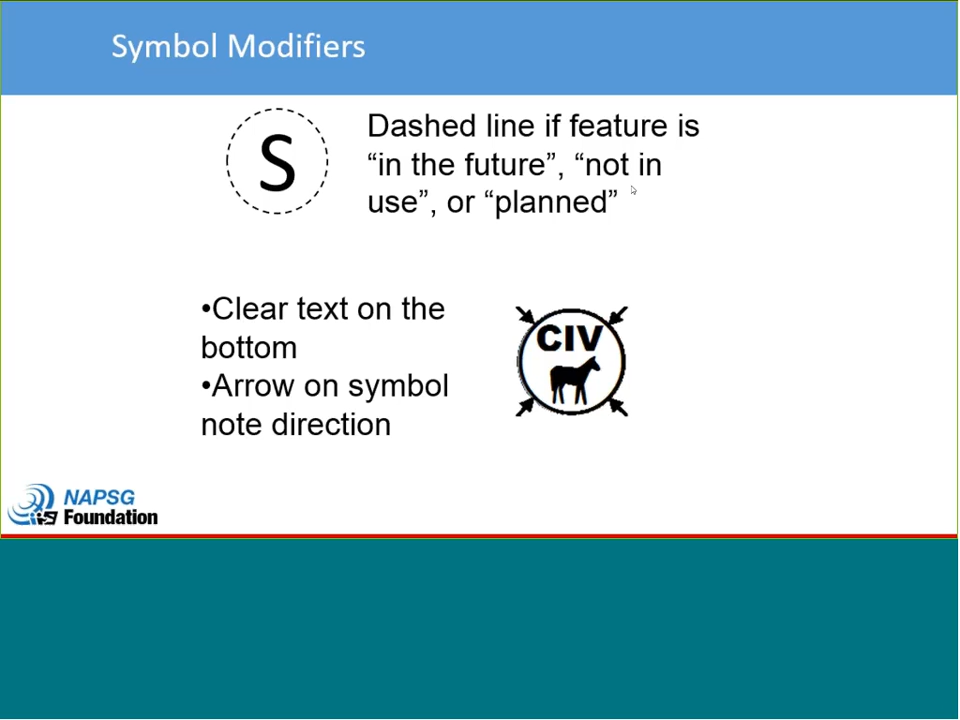 Symbol Modifiers
S
Dashed line if feature is
“in the future”, “not in
use”, or “planned”
•Clear text on the
bottom
•Arrow on symbol
note direction
CIV
NAPSG
Foundation